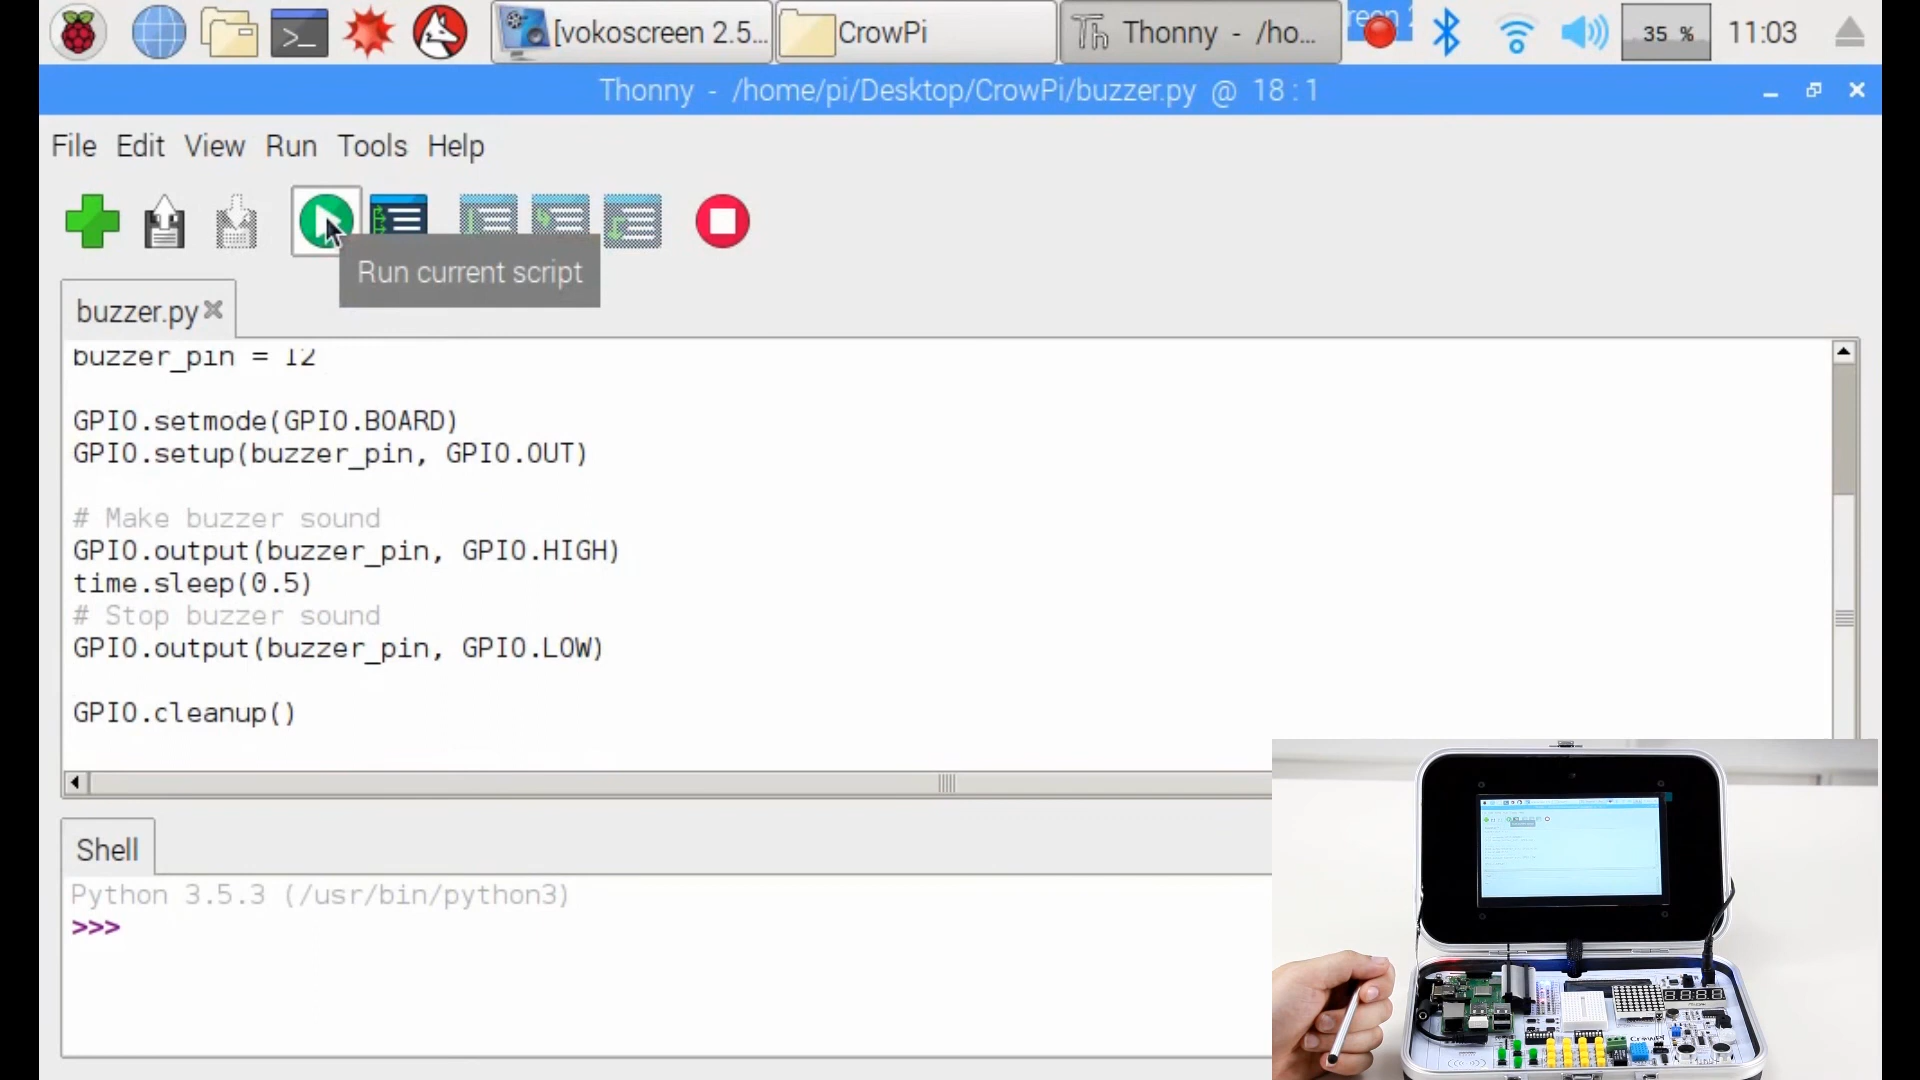 [vokoscreen 2.5... CrowPi Thonny - /ho... reen 2 35 % 11:03
Thonny - /home/pi/Desktop/CrowPi/buzzer.py @ 18:1
File Edit View Run Tools Help
Run current script
buzzer.py
buzzer_pin = 12
GPIO.setmode(GPIO.BOARD)
GPIO.setup(buzzer_pin, GPIO.OUT)
# Make buzzer sound
GPIO.output(buzzer_pin, GPIO.HIGH)
time.sleep(0.5)
# Stop buzzer sound
GPIO.output(buzzer_pin, GPIO.LOW)
GPIO.cleanup()
Shell
Python 3.5.3 (/usr/bin/python3)
>>>
CrowPi